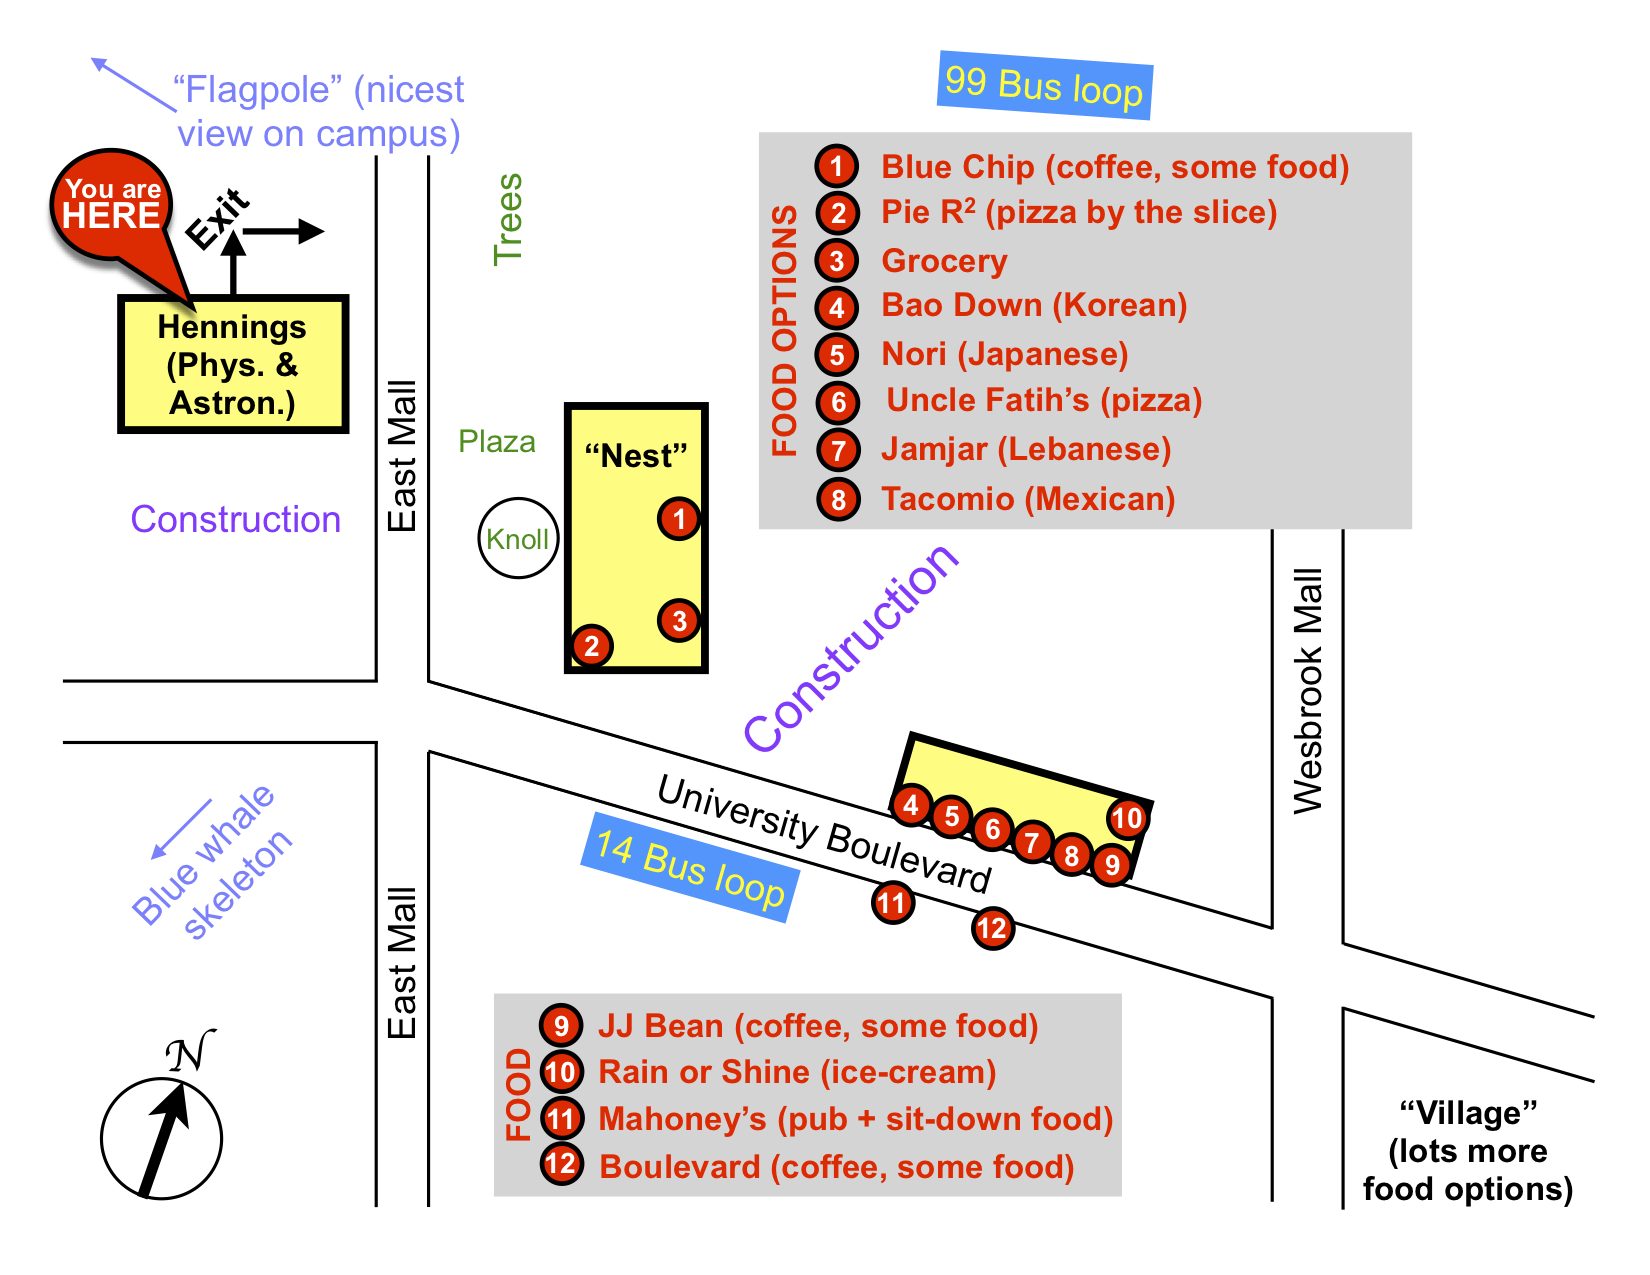 “Flagpole” (nicest
view on campus)
99 Bus loop
You are
HERE
Exit
Trees
Hennings
(Phys. &
Astron.)
East Mall
Construction
Plaza
Knoll
“Nest”
1
3
2
FOOD OPTIONS
1 Blue Chip (coffee, some food)
2 Pie R² (pizza by the slice)
3 Grocery
4 Bao Down (Korean)
5 Nori (Japanese)
6 Uncle Fatih’s (pizza)
7 Jamjar (Lebanese)
8 Tacomio (Mexican)
Construction
Wesbrook Mall
University Boulevard
14 Bus loop
4
5
6
7
8
9
10
11
12
Blue whale
skeleton
East Mall
N
FOOD
9 JJ Bean (coffee, some food)
10 Rain or Shine (ice-cream)
11 Mahoney’s (pub + sit-down food)
12 Boulevard (coffee, some food)
“Village”
(lots more
food options)